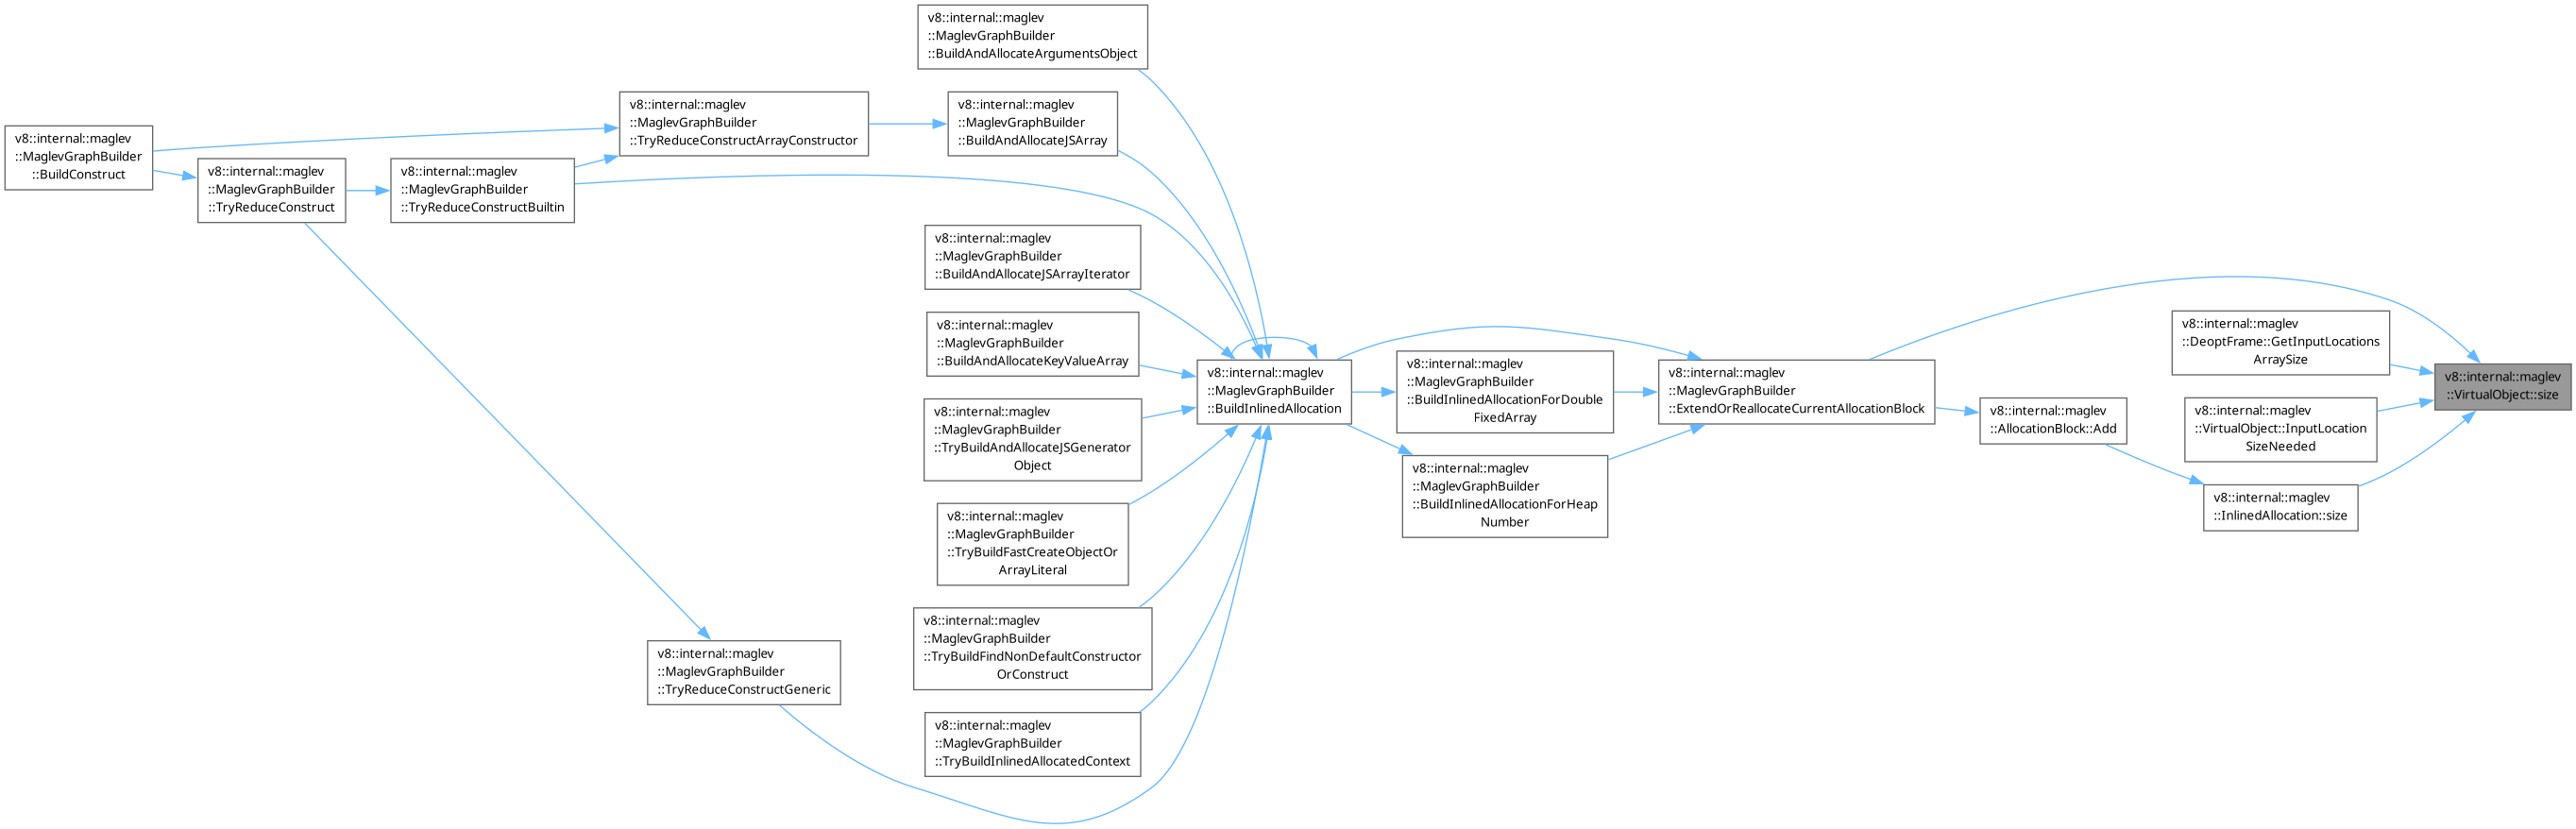 v8::internal::maglev
::MaglevGraphBuilder
::BuildAndAllocateArgumentsObject
v8::internal::maglev
::MaglevGraphBuilder
::BuildConstruct
v8::internal::maglev
::MaglevGraphBuilder
::TryReduceConstruct
v8::internal::maglev
::MaglevGraphBuilder
::TryReduceConstructBuiltin
v8::internal::maglev
::MaglevGraphBuilder
::TryReduceConstructArrayConstructor
v8::internal::maglev
::MaglevGraphBuilder
::BuildAndAllocateJSArray
v8::internal::maglev
::MaglevGraphBuilder
::BuildAndAllocateJSArrayIterator
v8::internal::maglev
::MaglevGraphBuilder
::BuildAndAllocateKeyValueArray
v8::internal::maglev
::MaglevGraphBuilder
::TryBuildAndAllocateJSGenerator
Object
v8::internal::maglev
::MaglevGraphBuilder
::TryBuildFastCreateObjectOr
ArrayLiteral
v8::internal::maglev
::MaglevGraphBuilder
::TryBuildFindNonDefaultConstructor
OrConstruct
v8::internal::maglev
::MaglevGraphBuilder
::TryBuildInlinedAllocatedContext
v8::internal::maglev
::MaglevGraphBuilder
::TryReduceConstructGeneric
v8::internal::maglev
::MaglevGraphBuilder
::BuildInlinedAllocation
v8::internal::maglev
::MaglevGraphBuilder
::BuildInlinedAllocationForDouble
FixedArray
v8::internal::maglev
::MaglevGraphBuilder
::BuildInlinedAllocationForHeap
Number
v8::internal::maglev
::MaglevGraphBuilder
::ExtendOrReallocateCurrentAllocationBlock
v8::internal::maglev
::AllocationBlock::Add
v8::internal::maglev
::DeoptFrame::GetInputLocations
ArraySize
v8::internal::maglev
::VirtualObject::InputLocation
SizeNeeded
v8::internal::maglev
::InlinedAllocation::size
v8::internal::maglev
::VirtualObject::size